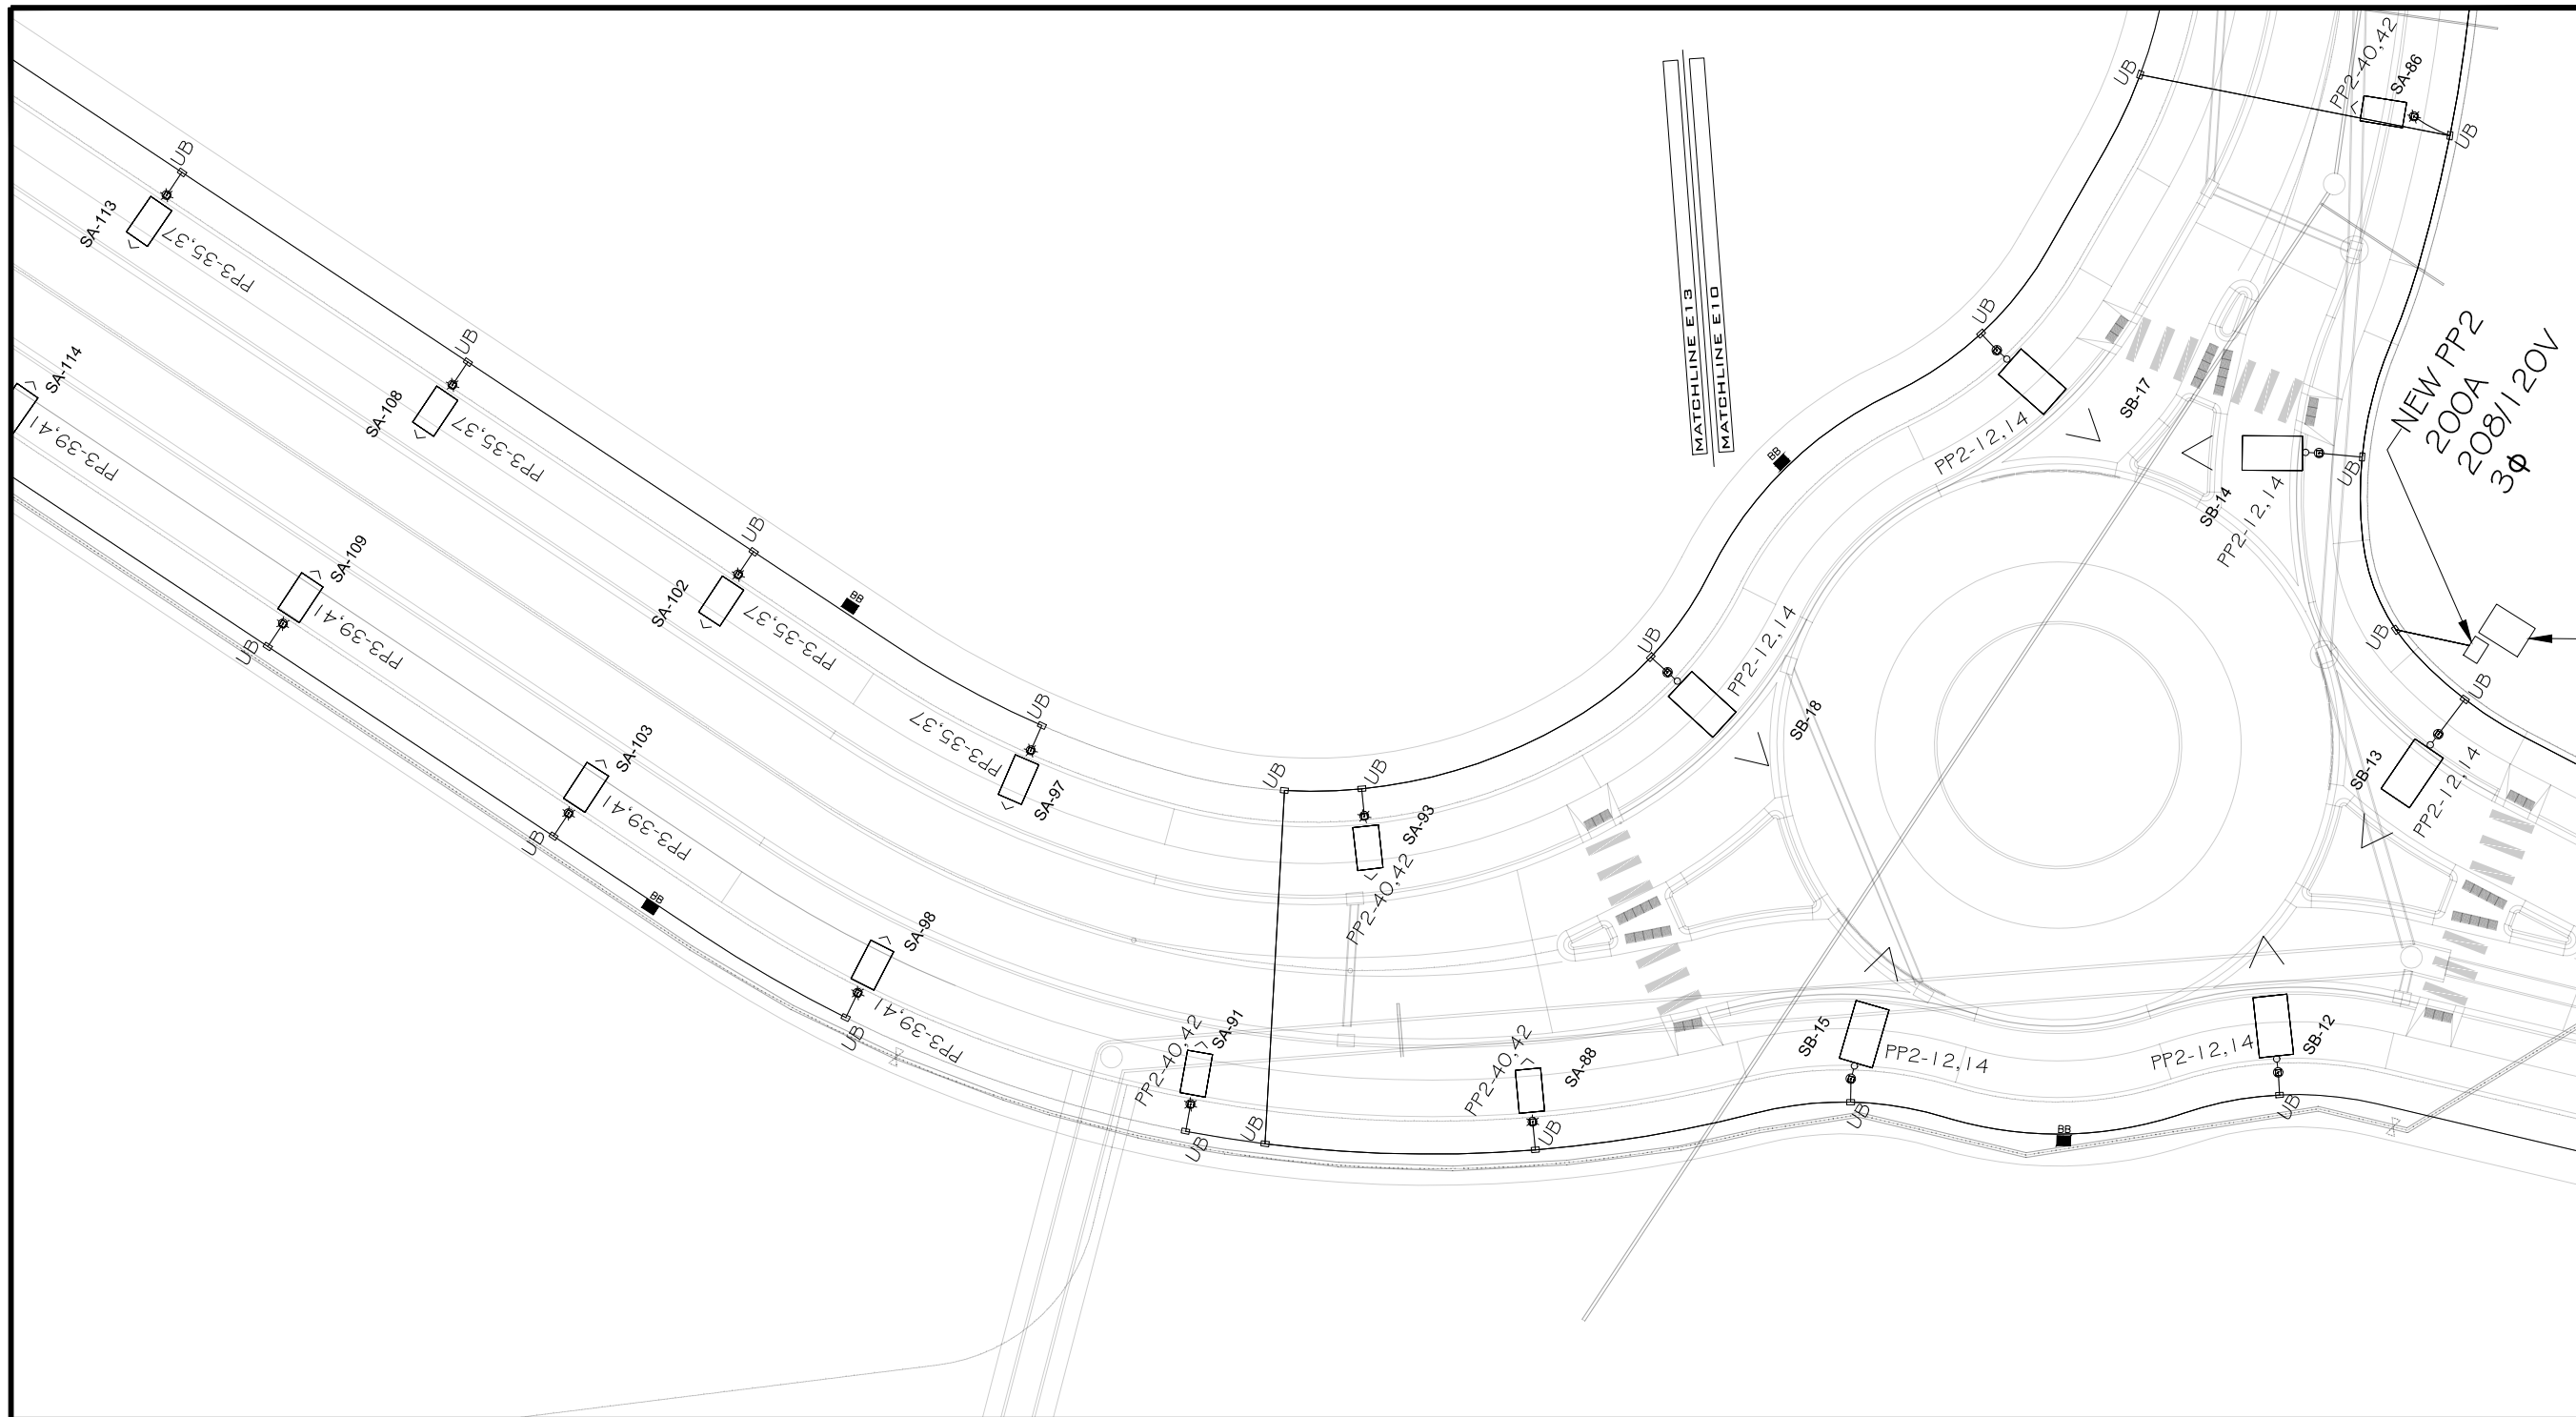 UB
SA-113
PP3-35,37
SA-114
PP3-39,41
UB
SA-108
PP3-35,37
UB
SA-109
PP3-39,41
UB
SA-102
PP3-35,37
BB
UB
SA-103
PP3-39,41
BB
UB
PP3-35,37
SA-97
UB
SA-98
PP3-39,41
UB
UB
SA-93
PP2-40,42
PP2-40,42
SA-91
UB
UB
PP2-40,42
SA-88
UB
MATCHLINE E13
MATCHLINE E10
BB
UB
PP2-12,14
SB-18
UB
PP2-12,14
SB-17
UB
PP2-40,42
SA-86
UB
SB-14
PP2-12,14
UB
NEW PP2
200A
208/120V
3Φ
UB
UB
SB-13
PP2-12,14
SB-15
PP2-12,14
UB
BB
PP2-12,14
SB-12
UB